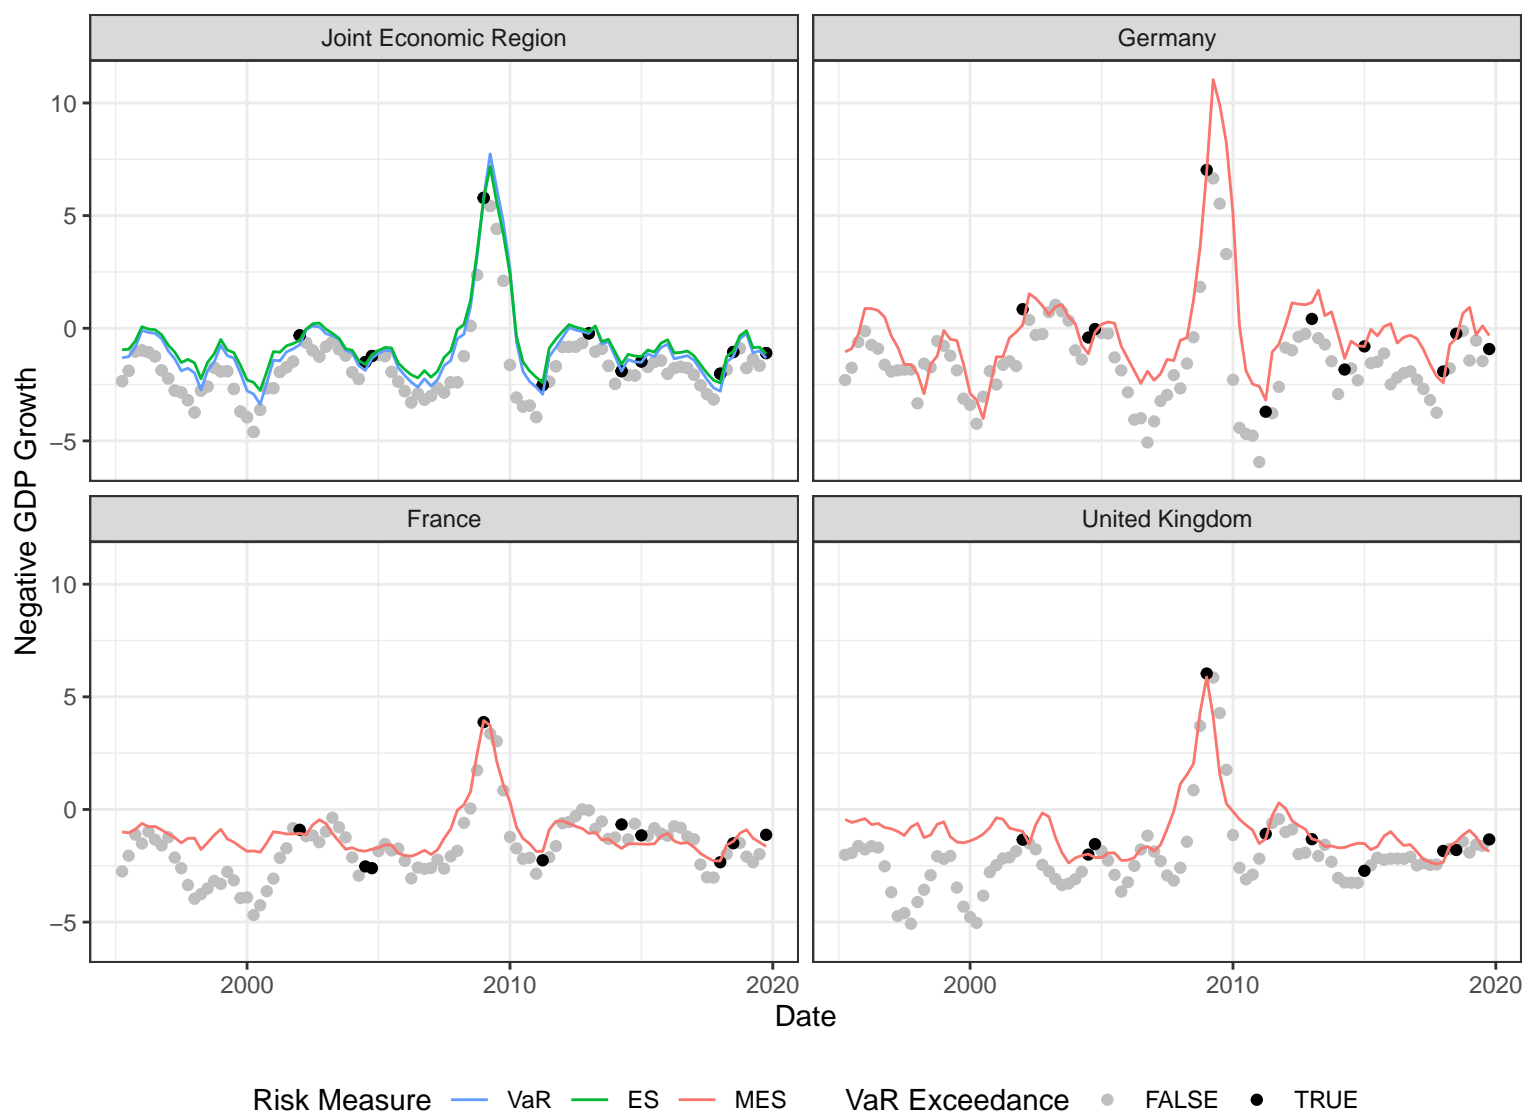 Joint Economic Region
Germany
10
5
0
−5
France
United Kingdom
10
5
0
−5
Negative GDP Growth
2000
2010
2020
2000
2010
2020
Date
Risk Measure VaR ES MES VaR Exceedance FALSE TRUE